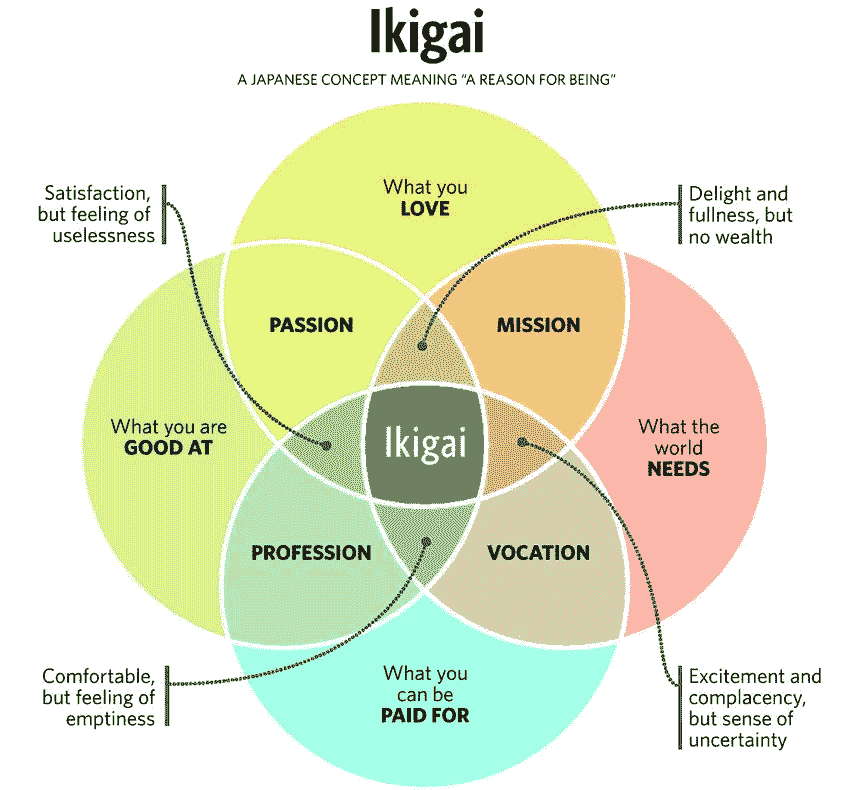 Ikigai
A JAPANESE CONCEPT MEANING “A REASON FOR BEING”
What you
LOVE
Satisfaction,
but feeling of
uselessness
Delight and
fullness, but
no wealth
PASSION
MISSION
What you are
GOOD AT
Ikigai
What the
world
NEEDS
PROFESSION
VOCATION
Comfortable,
but feeling of
emptiness
What you
can be
PAID FOR
Excitement and
complacency,
but sense of
uncertainty